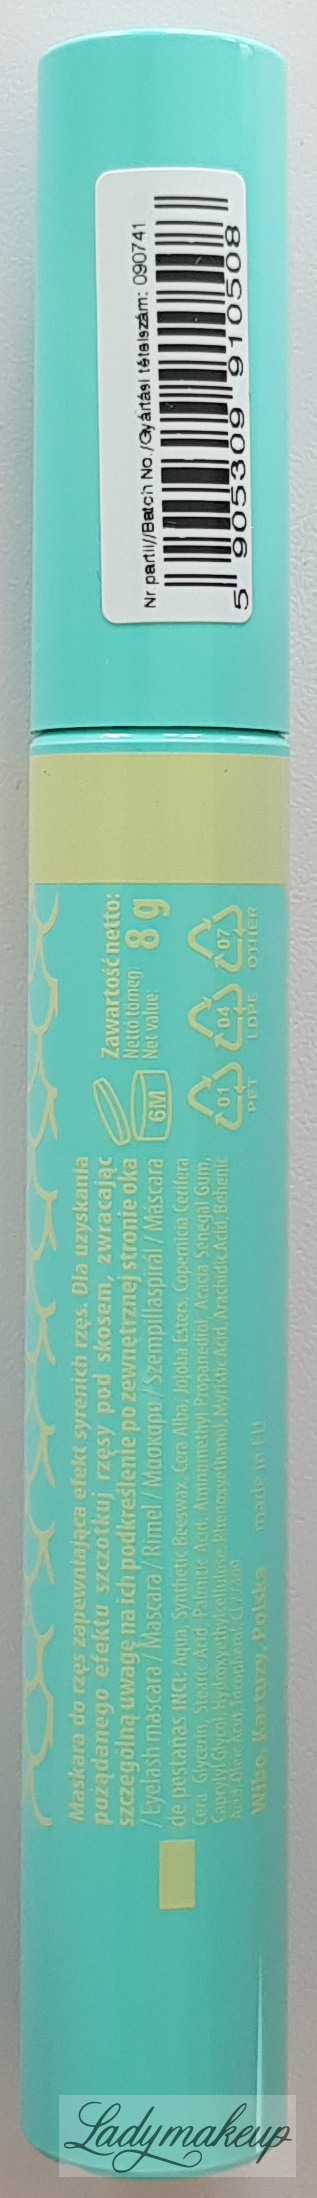 Nr partii//Batch No./Gyártási tételszám: 090741
5 905309 910508
Zawartość netto:
Nettó tömeg:
Net value:
8 g
6M
01
PET
04
LDPE
07
OTHER
Maskara do rzęs zapewniająca efekt syrenich rzęs. Dla uzyskania
pożądanego efektu szczotkuj rzęsy pod skosem, zwracając
szczególną uwagę na ich podkreślenie po zewnętrznej stronie oka
/ Eyelash mascara / Mascara / Rimel / Szempillaspirál / Máscara
de pestañas INCI: Aqua, Synthetic Beeswax, Cera Alba, Jojoba Esters, Copernicia Cerifera
Cera, Glycerin, Stearic Acid, Palmitic Acid, Aminomethyl Propanediol, Acacia Senegal Gum,
Caprylyl Glycol, Hydroxyethylcellulose, Phenoxyethanol, Myristic Acid, Arachidic Acid, Behenic
Acid, Oleic Acid, Tocopherol, CI 77499
Wibo, Kartuzy, Polska made in EU
Ladymakeup